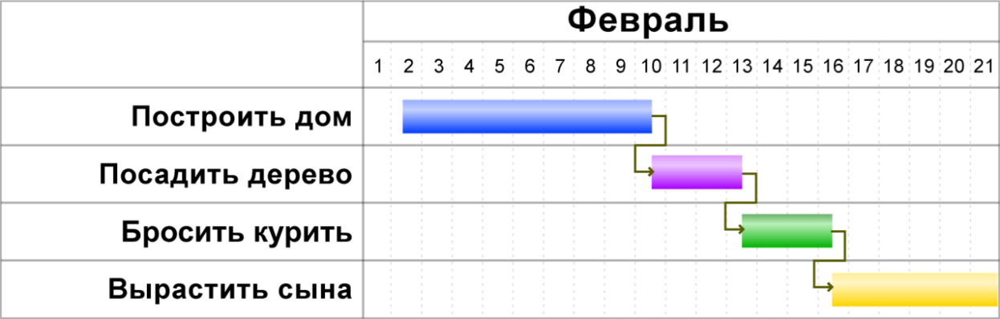 Февраль
1 2 3 4 5 6 7 8 9 10 11 12 13 14 15 16 17 18 19 20 21
Построить дом
Посадить дерево
Бросить курить
Вырастить сына